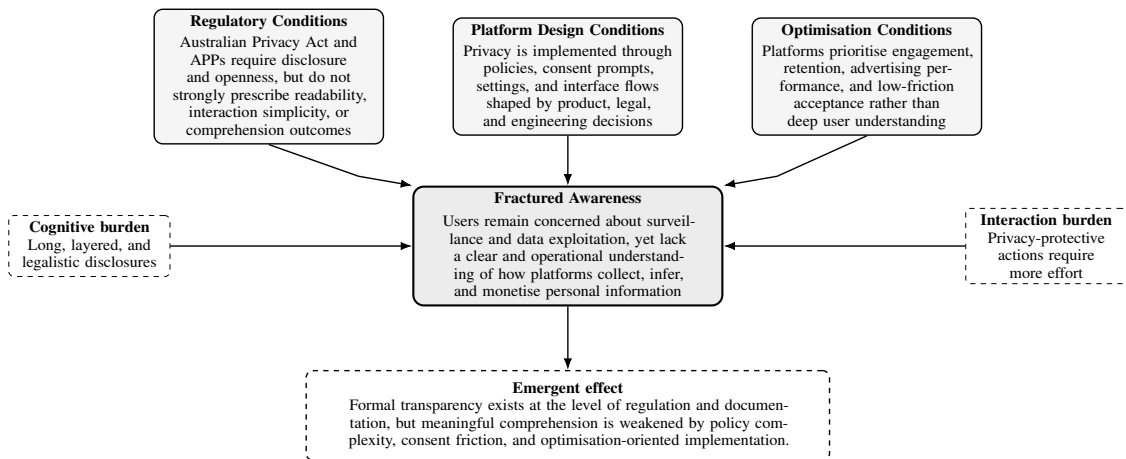 Regulatory Conditions
Australian Privacy Act and
APPs require disclosure
and openness, but do not
strongly prescribe readability,
interaction simplicity, or
comprehension outcomes
Platform Design Conditions
Privacy is implemented through
policies, consent prompts,
settings, and interface flows
shaped by product, legal,
and engineering decisions
Optimisation Conditions
Platforms prioritise engagement,
retention, advertising per-
formance, and low-friction
acceptance rather than
deep user understanding
Cognitive burden
Long, layered, and
legalistic disclosures
Fractured Awareness
Users remain concerned about surveil-
lance and data exploitation, yet lack
a clear and operational understand-
ing of how platforms collect, infer,
and monetise personal information
Interaction burden
Privacy-protective
actions require
more effort
Emergent effect
Formal transparency exists at the level of regulation and documen-
tation, but meaningful comprehension is weakened by policy com-
plexity, consent friction, and optimisation-oriented implementation.